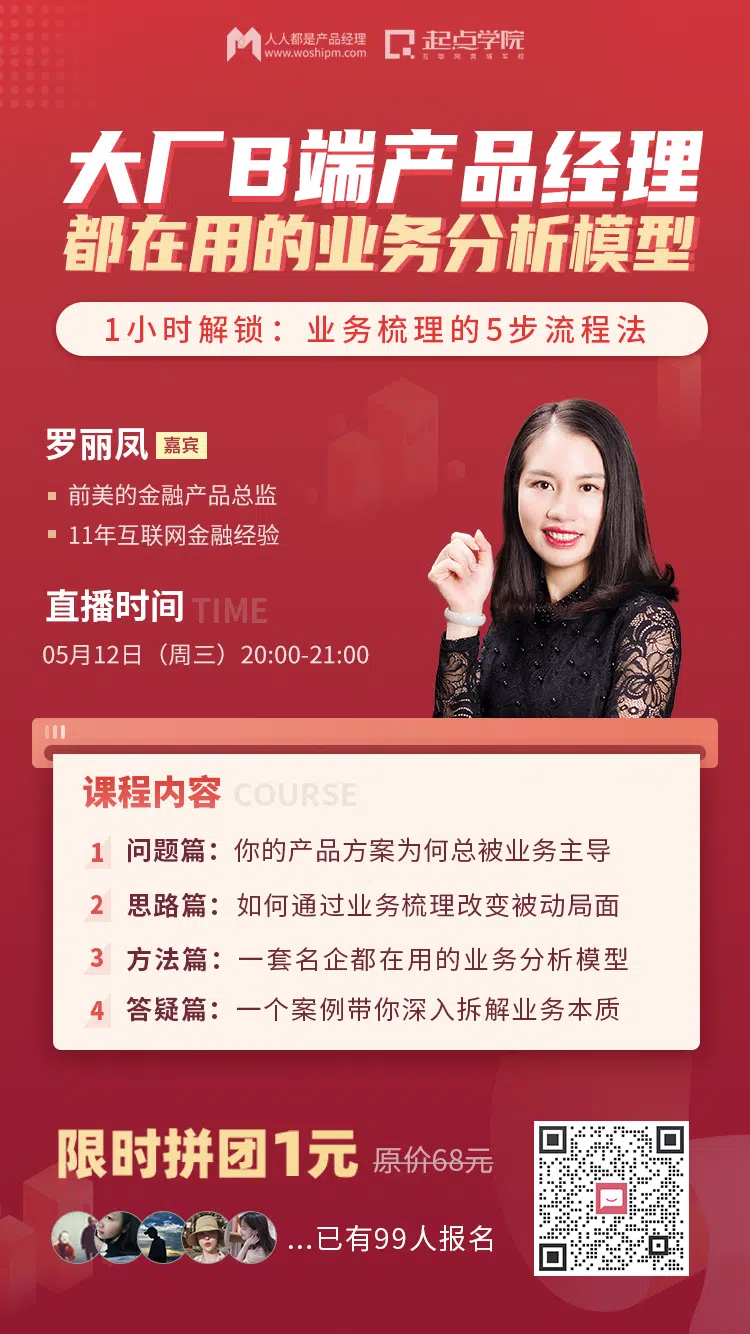 人人都是产品经理
www.woshipm.com
起点学院
互联网黄埔军校
大厂B端产品经理
都在用的业务分析模型
1小时解锁：业务梳理的5步流程法
罗丽凤 嘉宾
前美的金融产品总监
11年互联网金融经验
直播时间 TIME
05月12日（周三）20:00-21:00
课程内容 COURSE
1 问题篇：你的产品方案为何总被业务主导
2 思路篇：如何通过业务梳理改变被动局面
3 方法篇：一套名企都在用的业务分析模型
4 答疑篇：一个案例带你深入拆解业务本质
限时拼团1元 原价68元
...已有99人报名